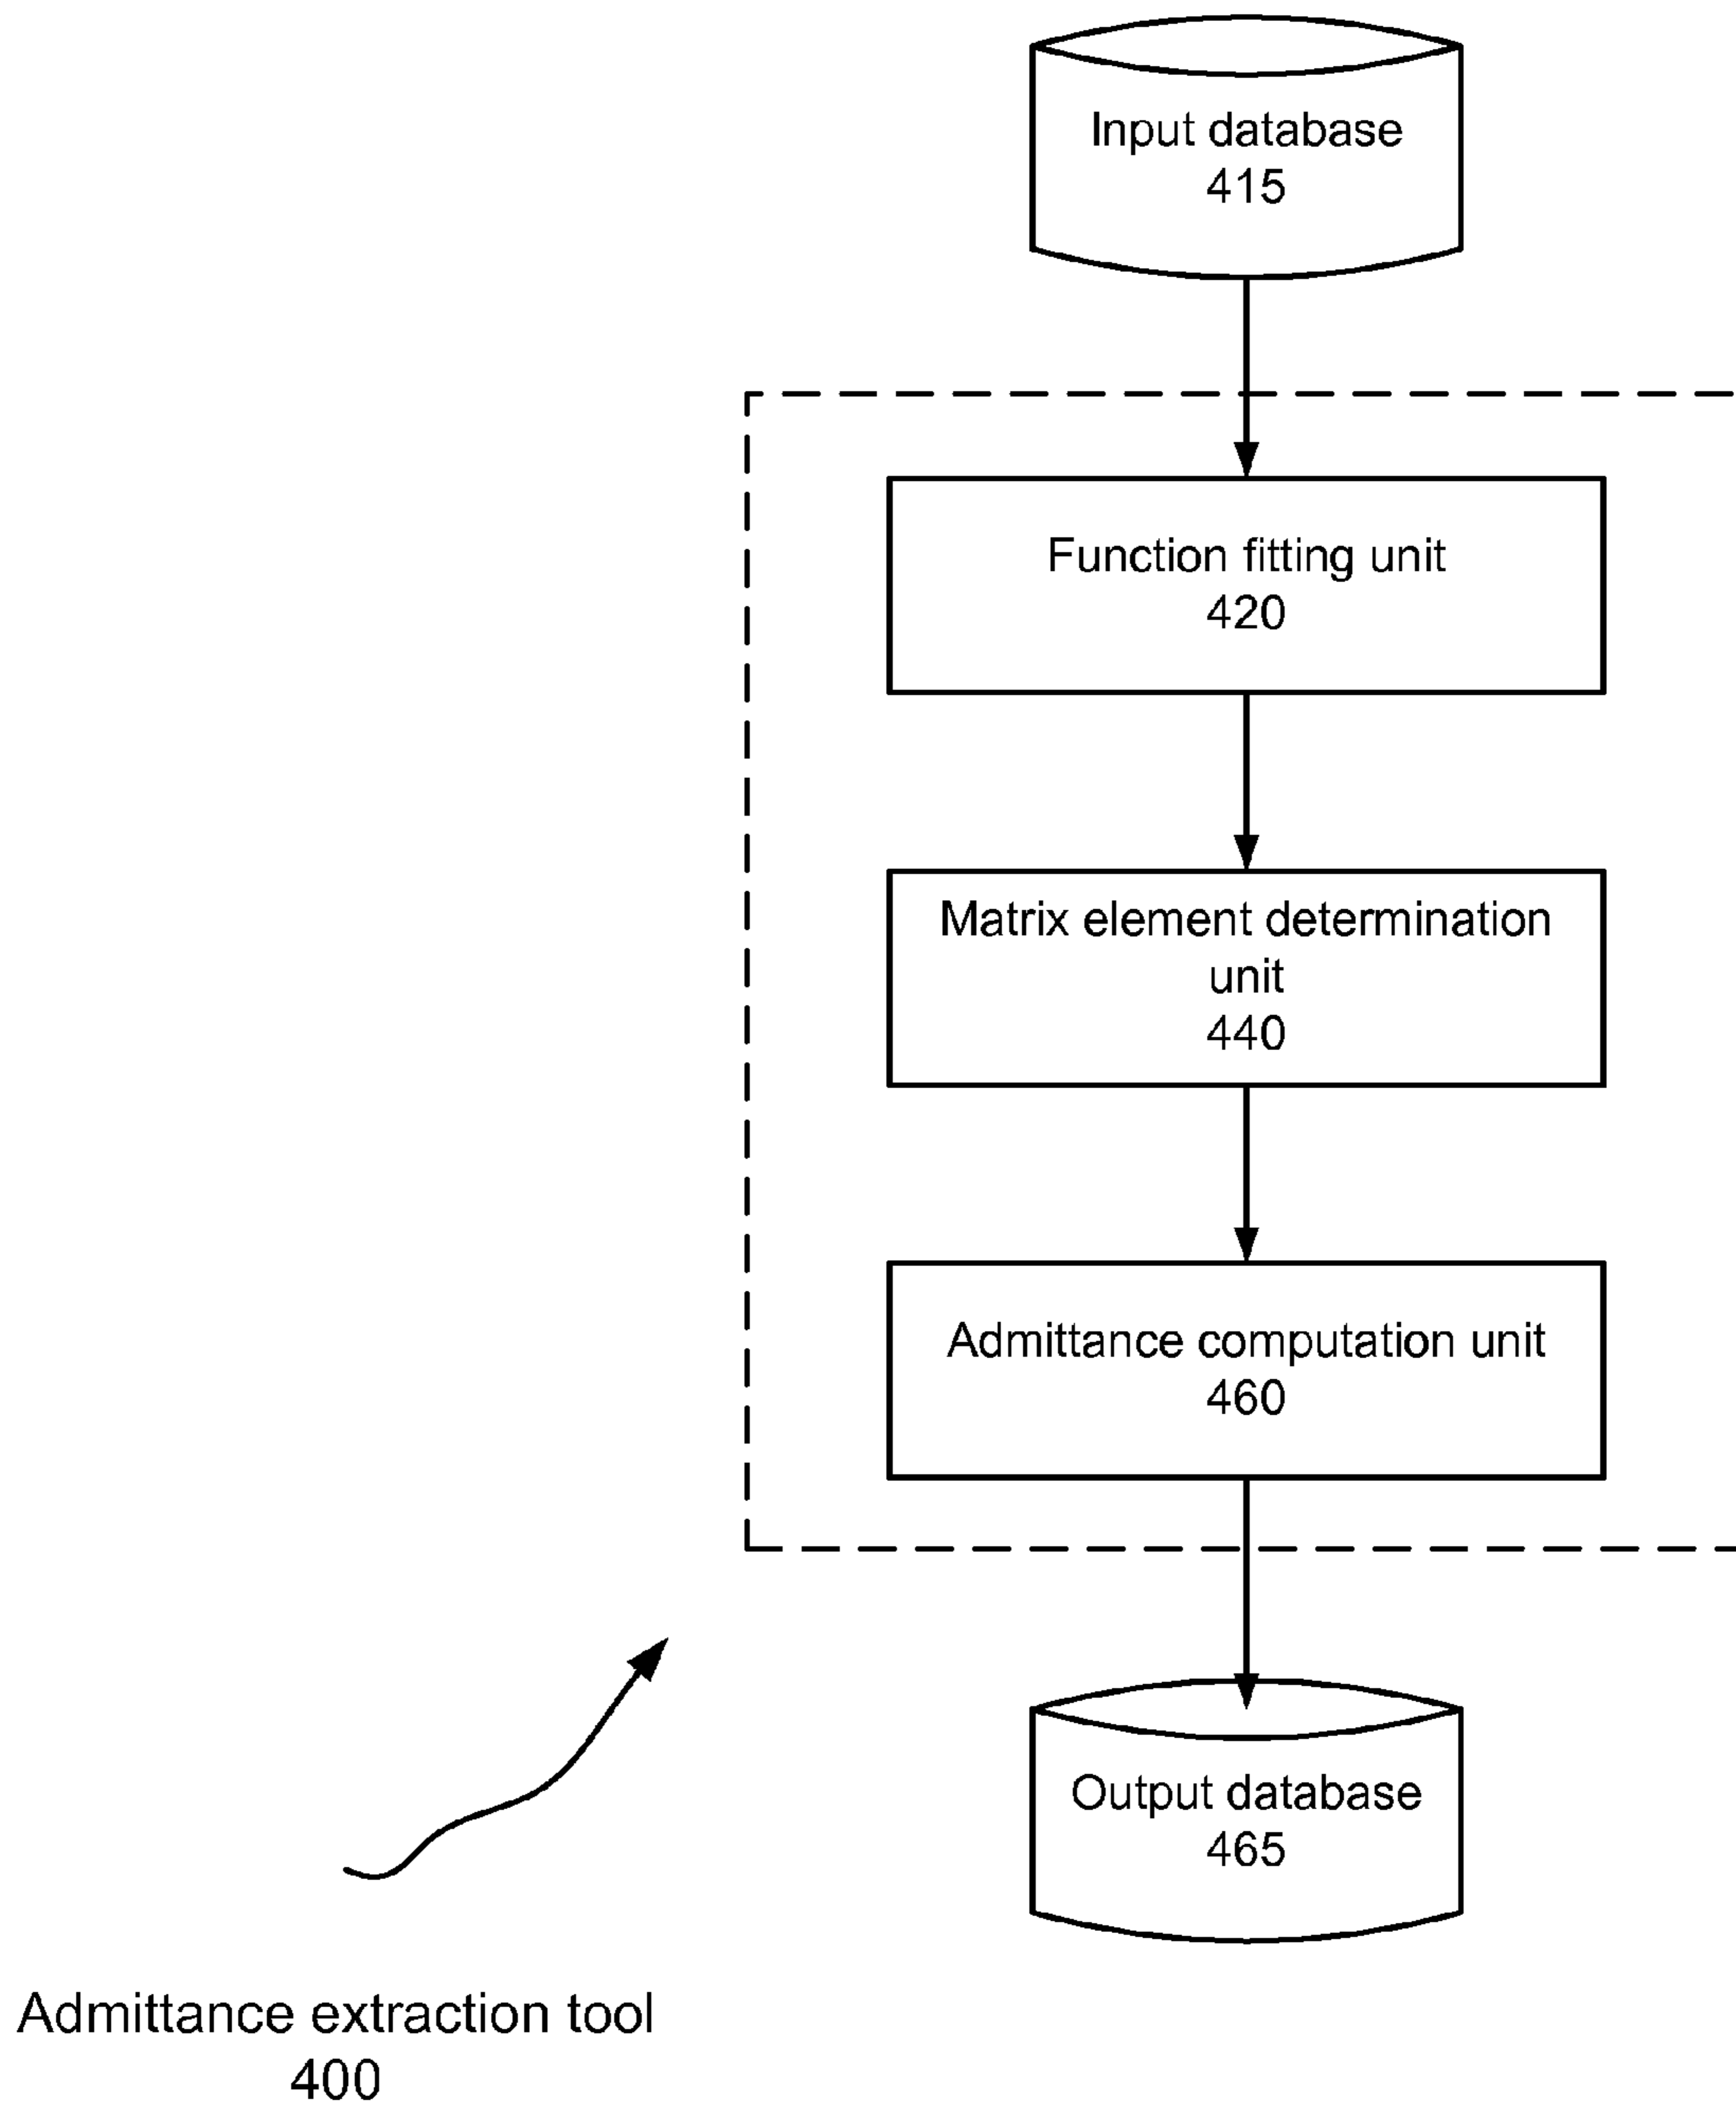 Input database
415
Function fitting unit
420
Matrix element determination
unit
440
Admittance computation unit
460
Output database
465
Admittance extraction tool
400